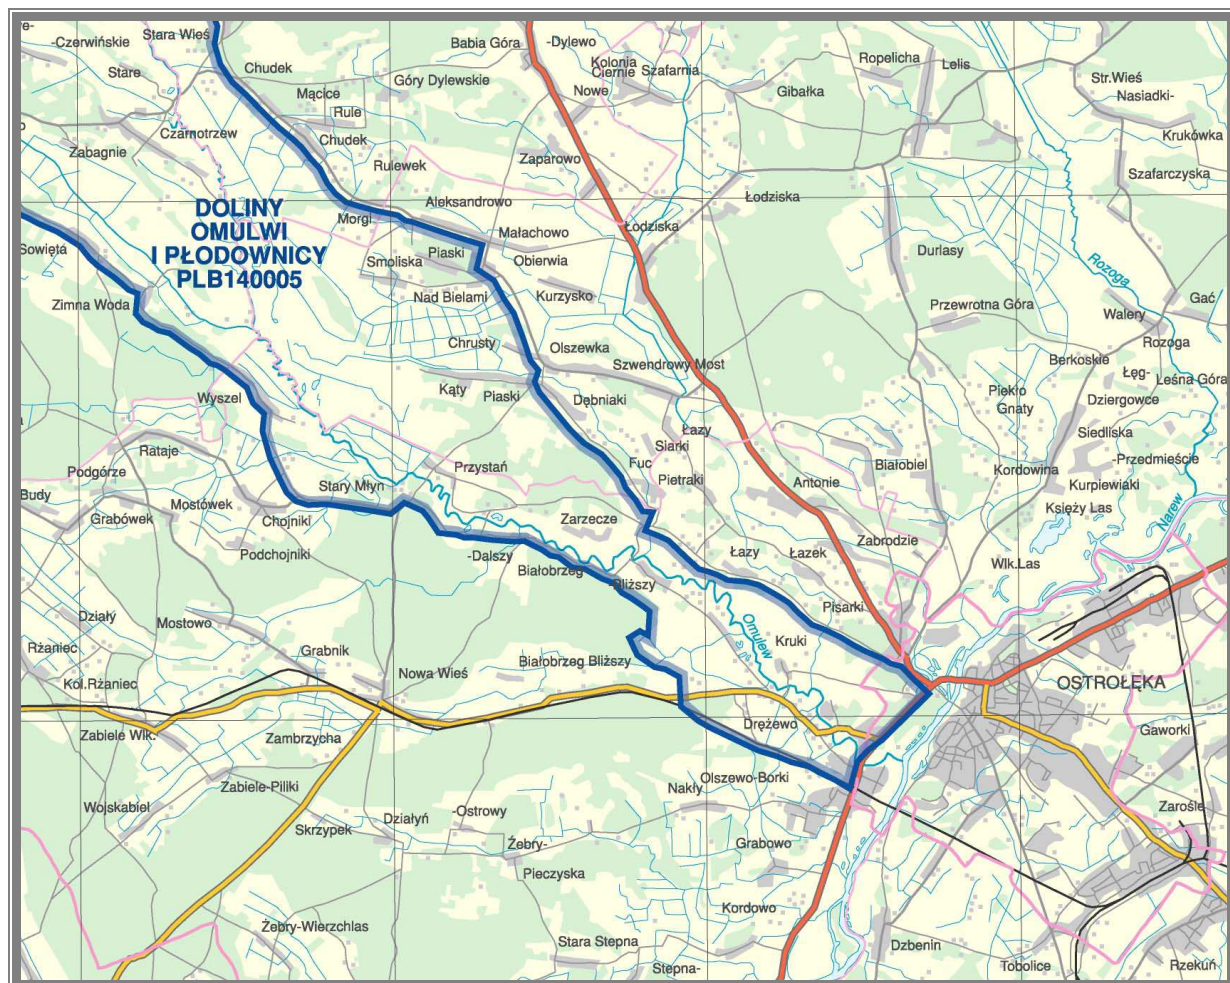 Stara Wieś
-Czerwińskie
Babia Góra
-Dylewo
Chudek
Stare
Kolonia
Ciernie
Szafarnia
Ropelicha
Lelis
Góry Dylewskie
Mącice
Nowe
Gibałka
Str.Wieś
Nasiadki-
Rule
Czarnotrzew
Chudek
Krukówka
Zabagnie
Rulewek
Zaparowo
Szafarczyska
Łodziska
Aleksandrowo
DOLINY
OMULWI
I PŁODOWNICY
PLB140005
Morgi
Małachowo
Łodziska
Sowiętá
Smoliska
Piaski
Obierwia
Durlasy
Rozoga
Zimna Woda
Nad Bielami
Kurzysko
Przewrotna Góra
Gać
Walery
Chrusty
Olszewka
Rozoga
Szwendrowy Most
Berkoskie
Łęg-
Leśna Góra
Wyszel
Kąty
Piaski
Dębniaki
Piekło
Gnaty
Dziergowce
Łazy
Siarki
Siedliska
Rataje
Podgórze
Przystań
Fuc
Białobiel
Kordowina
-Przedmieście
Budy
Mostówek
Stary Młyn
Pietraki
Antonie
Kurpiewiaki
Grabówek
Chojniki
Zarzecze
Księży Las
Narew
Podchojniki
-Dalszy
Łazy
Łazek
Zabrodzie
Białobrzeg
-Bliższy
Wlk.Las
Działý
Mostowo
Pisarki
Omulew
Kruki
Rżaniec
Grabnik
Białobrzeg Bliższy
Kol.Rżaniec
Nowa Wieś
OSTROŁĘKA
Zabiele Wlk.
Zambrzycha
Drężewo
Gaworki
Zabiele-Piliki
Olszewo-Borki
Nakły
Wojskabiel
-Ostrowy
Zarośle
Skrzypek
Działyń
Żebry-
Grabowo
Pieczyska
Kordowo
Żebry-Wierzchlas
Stara Stepna
Dzbenin
Stepna-
Tobolice
Rzekuń